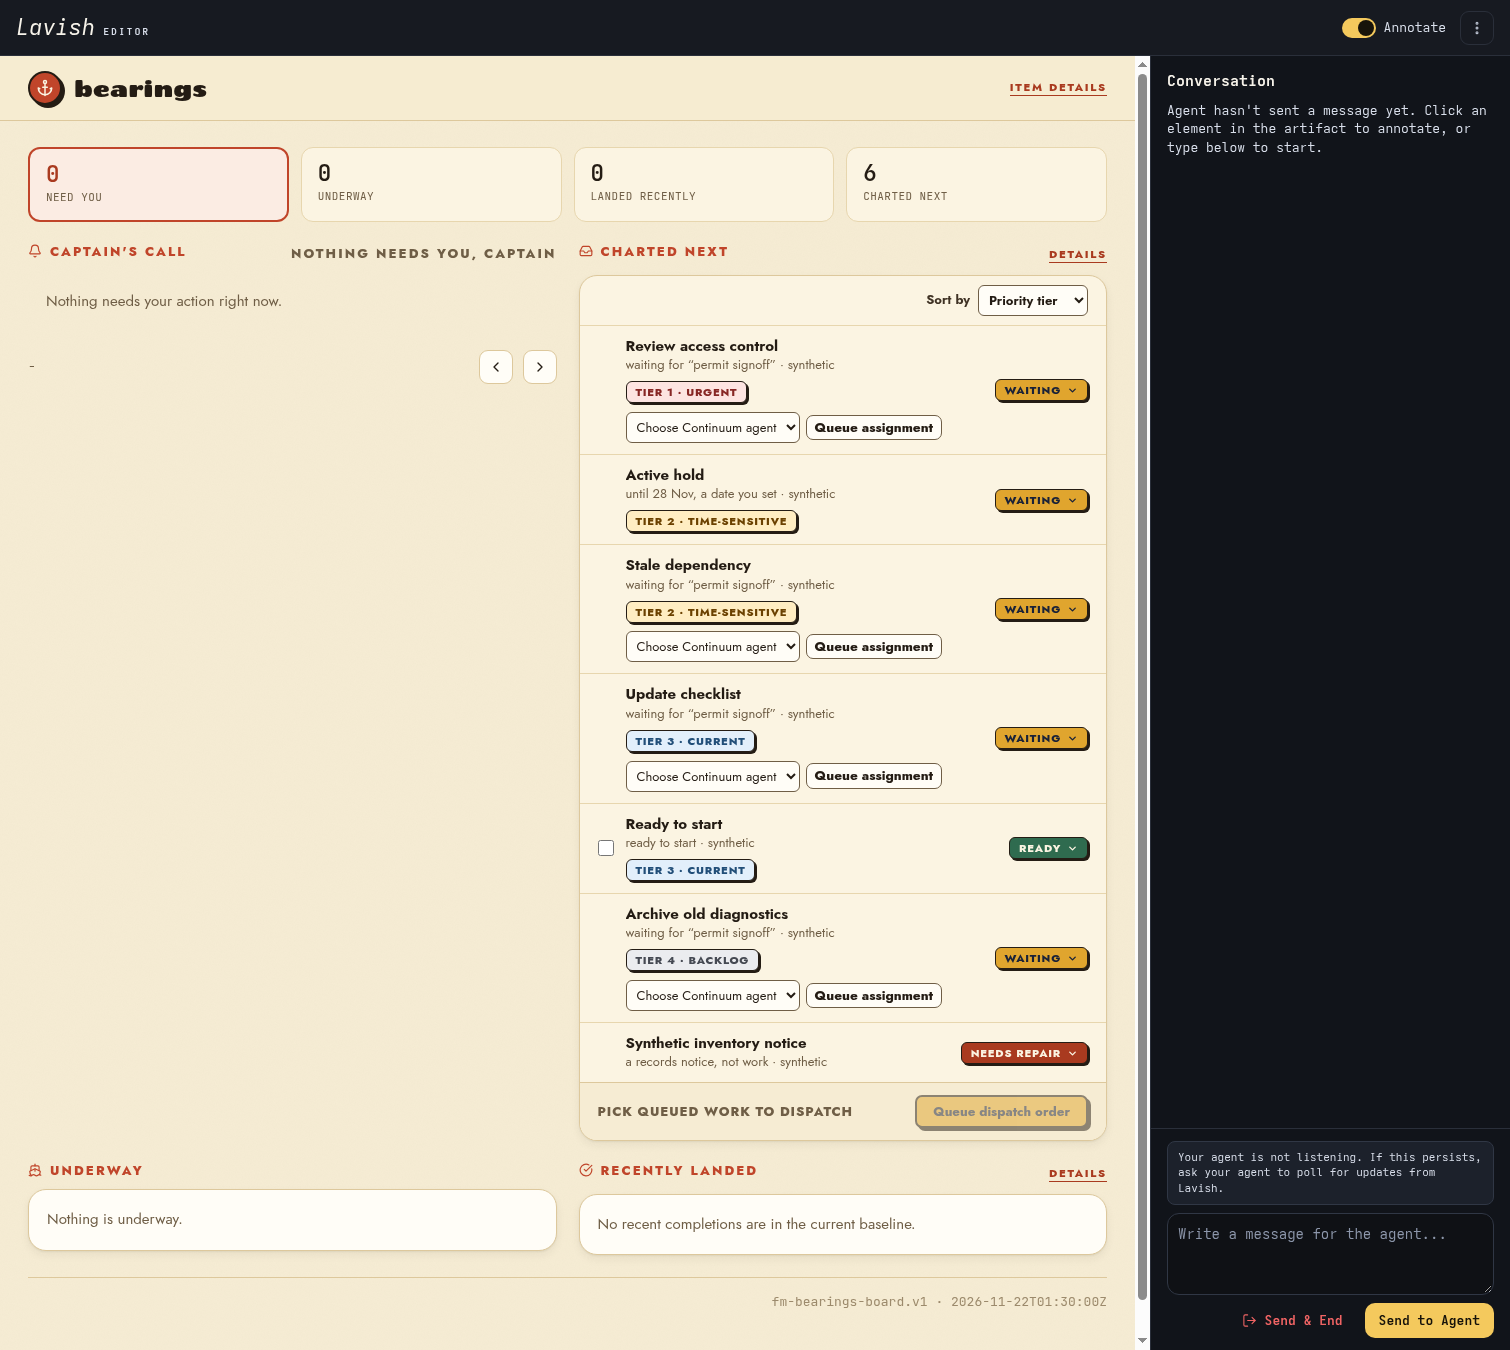 Lavish EDITOR
Annotate
bearings
ITEM DETAILS
0
NEED YOU
0
UNDERWAY
0
LANDED RECENTLY
6
CHARTED NEXT
CAPTAIN'S CALL
NOTHING NEEDS YOU, CAPTAIN
Nothing needs your action right now.
-
CHARTED NEXT
DETAILS
Sort by
Priority tier
Review access control
waiting for “permit signoff” · synthetic
TIER 1 · URGENT
Choose Continuum agent
Queue assignment
WAITING
Active hold
until 28 Nov, a date you set · synthetic
TIER 2 · TIME-SENSITIVE
WAITING
Stale dependency
waiting for “permit signoff” · synthetic
TIER 2 · TIME-SENSITIVE
Choose Continuum agent
Queue assignment
WAITING
Update checklist
waiting for “permit signoff” · synthetic
TIER 3 · CURRENT
Choose Continuum agent
Queue assignment
WAITING
Ready to start
ready to start · synthetic
TIER 3 · CURRENT
READY
Archive old diagnostics
waiting for “permit signoff” · synthetic
TIER 4 · BACKLOG
Choose Continuum agent
Queue assignment
WAITING
Synthetic inventory notice
a records notice, not work · synthetic
NEEDS REPAIR
PICK QUEUED WORK TO DISPATCH
Queue dispatch order
UNDERWAY
Nothing is underway.
RECENTLY LANDED
DETAILS
No recent completions are in the current baseline.
fm-bearings-board.v1 · 2026-11-22T01:30:00Z
Conversation
Agent hasn't sent a message yet. Click an
element in the artifact to annotate, or
type below to start.
Your agent is not listening. If this persists,
ask your agent to poll for updates from
Lavish.
Write a message for the agent...
Send & End
Send to Agent